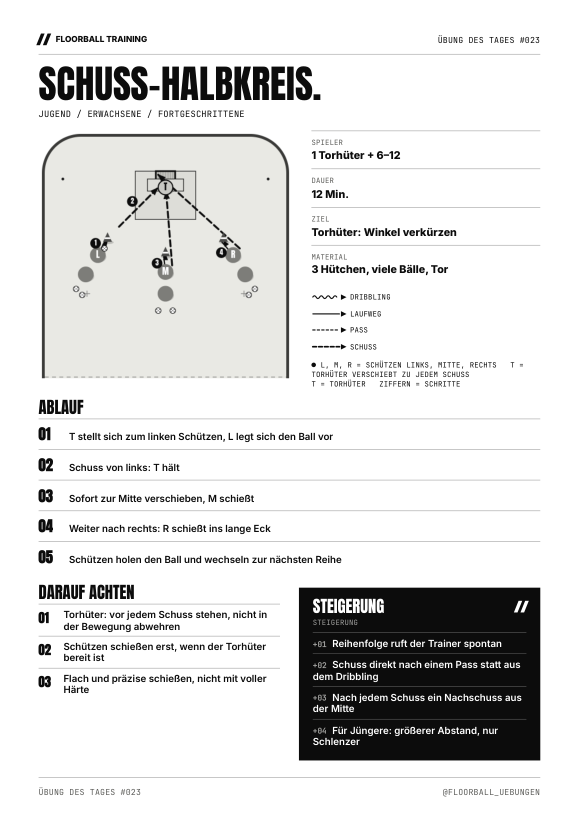 FLOORBALL TRAINING
ÜBUNG DES TAGES #023
SCHUSS-HALBKREIS.
JUGEND / ERWACHSENE / FORTGESCHRITTENE
T
2
1
L
3
M
4
R
SPIELER
1 Torhüter + 6–12
DAUER
12 Min.
ZIEL
Torhüter: Winkel verkürzen
MATERIAL
3 Hütchen, viele Bälle, Tor
DRIBBLING
LAUFWEG
PASS
SCHUSS
L, M, R = SCHÜTZEN LINKS, MITTE, RECHTS T =
TORHÜTER VERSCHIEBT ZU JEDEM SCHUSS
T = TORHÜTER ZIFFERN = SCHRITTE
ABLAUF
01 T stellt sich zum linken Schützen, L legt sich den Ball vor
02 Schuss von links: T hält
03 Sofort zur Mitte verschieben, M schießt
04 Weiter nach rechts: R schießt ins lange Eck
05 Schützen holen den Ball und wechseln zur nächsten Reihe
DARAUF ACHTEN
01 Torhüter: vor jedem Schuss stehen, nicht in
der Bewegung abwehren
02 Schützen schießen erst, wenn der Torhüter
bereit ist
03 Flach und präzise schießen, nicht mit voller
Härte
STEIGERUNG
STEIGERUNG
+01 Reihenfolge ruft der Trainer spontan
+02 Schuss direkt nach einem Pass statt aus
dem Dribbling
+03 Nach jedem Schuss ein Nachschuss aus
der Mitte
+04 Für Jüngere: größerer Abstand, nur
Schlenzer
ÜBUNG DES TAGES #023
@FLOORBALL_UEBUNGEN